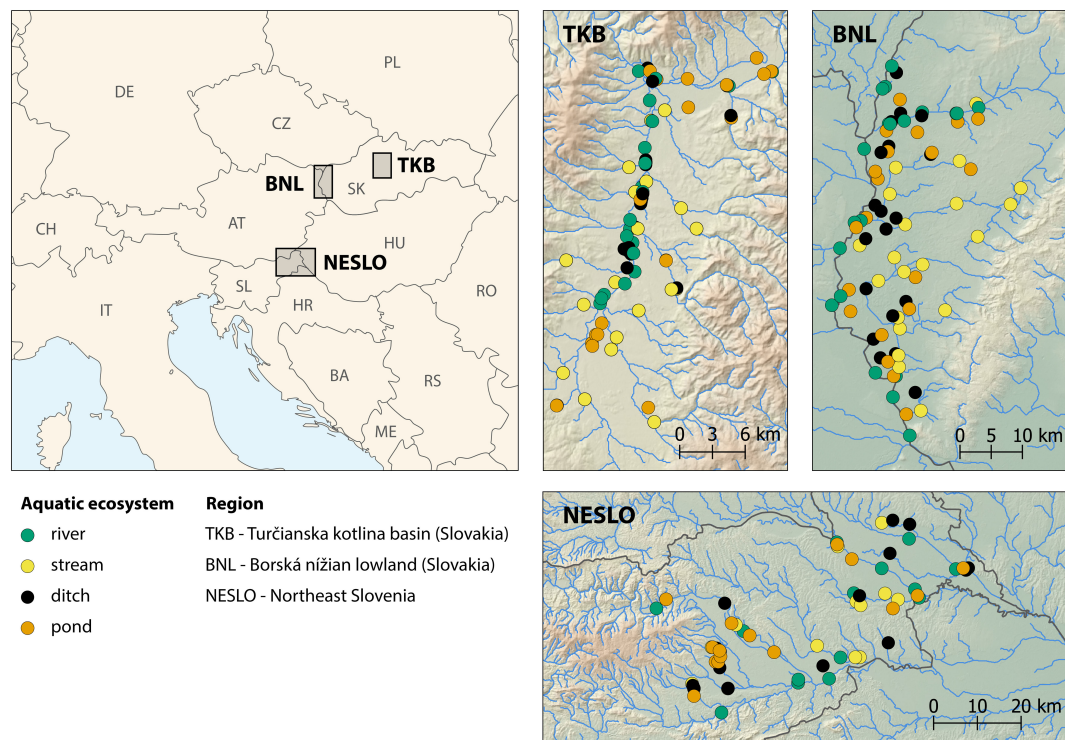 DE
PL
CZ
TKB
BNL
SK
AT
CH
HU
NESLO
SL
HR
RO
IT
BA
RS
ME
TKB
0 3 6 km
BNL
0 5 10 km
NESLO
0 10 20 km
Aquatic ecosystem
river
stream
ditch
pond
Region
TKB - Turčianska kotlina basin (Slovakia)
BNL - Borská nížian lowland (Slovakia)
NESLO - Northeast Slovenia